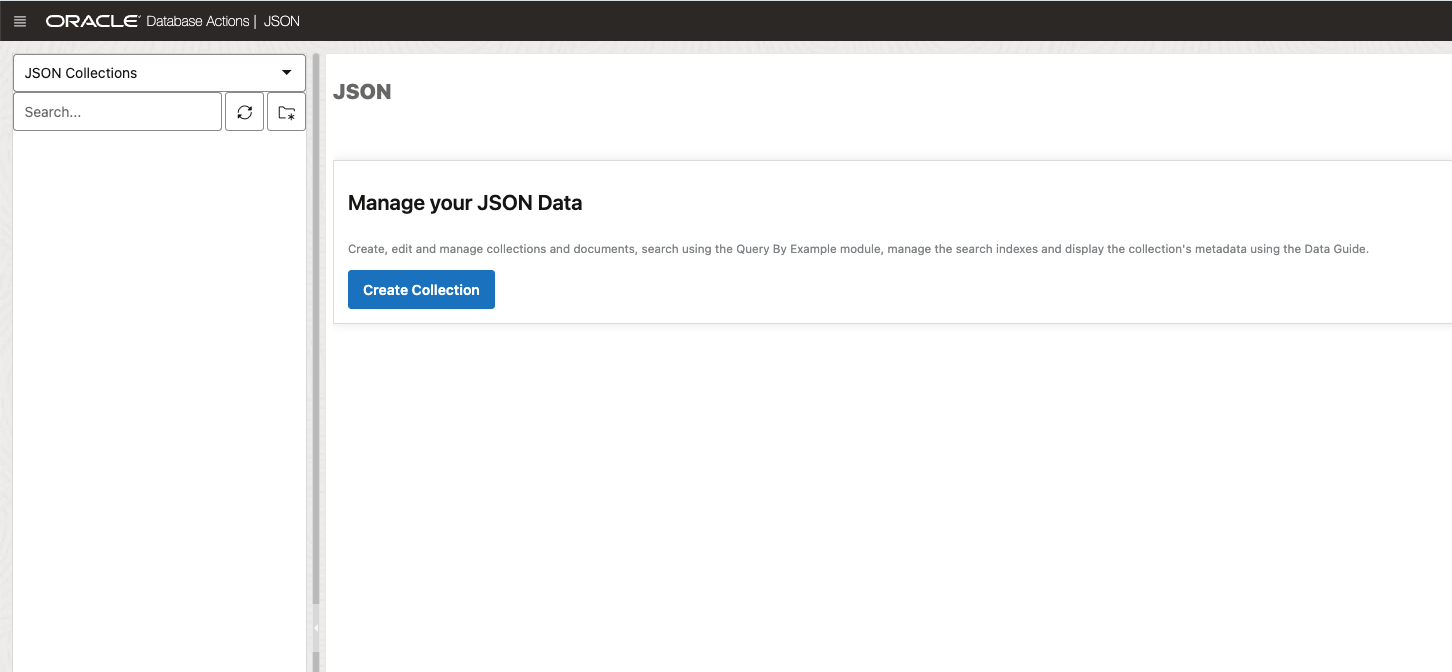 ORACLE Database Actions | JSON
JSON Collections
Search...
JSON
Manage your JSON Data
Create, edit and manage collections and documents, search using the Query By Example module, manage the search indexes and display the collection's metadata using the Data Guide.
Create Collection